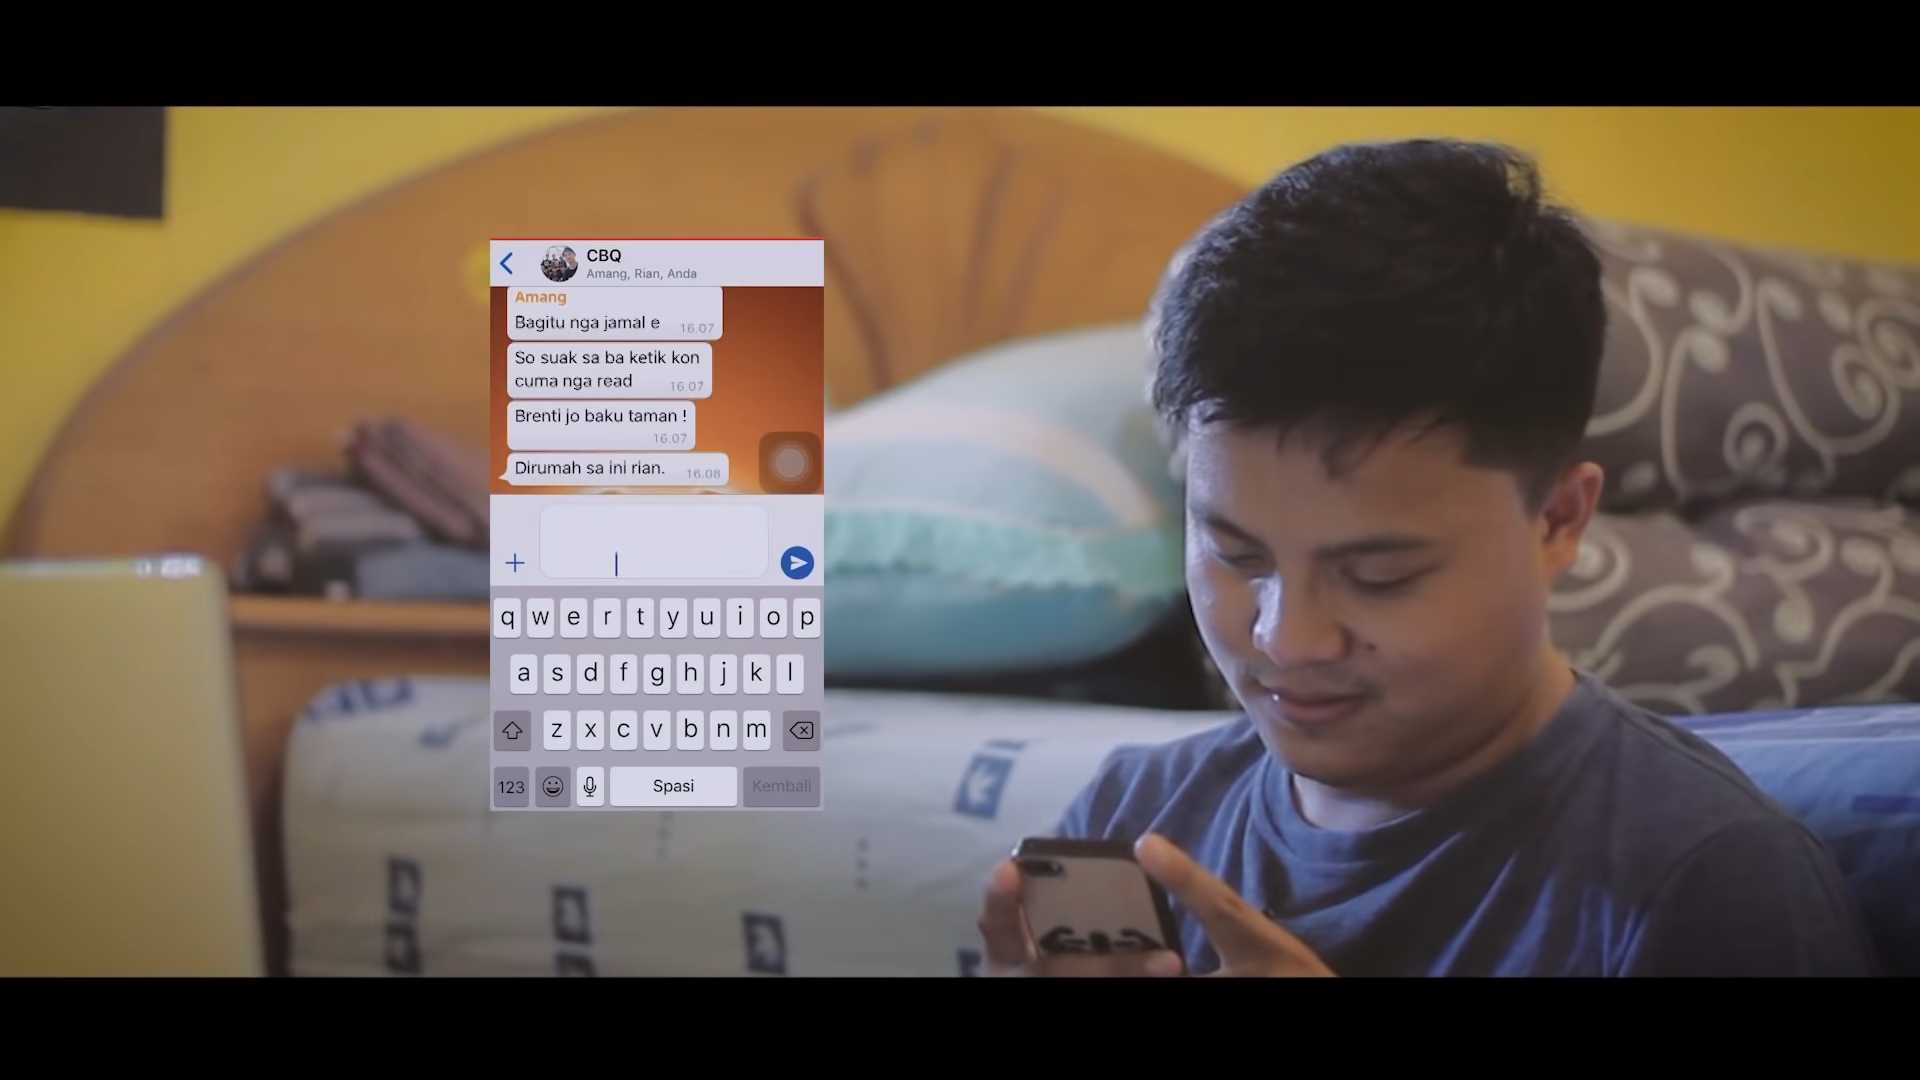 CBQ
Amang, Rian, Anda
Amang
Bagitu nga jamal e 16.07
So suak sa ba ketik kon
cuma nga read 16.07
Brenti jo baku taman !
16.07
Dirumah sa ini rian. 16.08
q w e r t y u i o p
a s d f g h j k l
z x c v b n m
123 Spasi Kembali